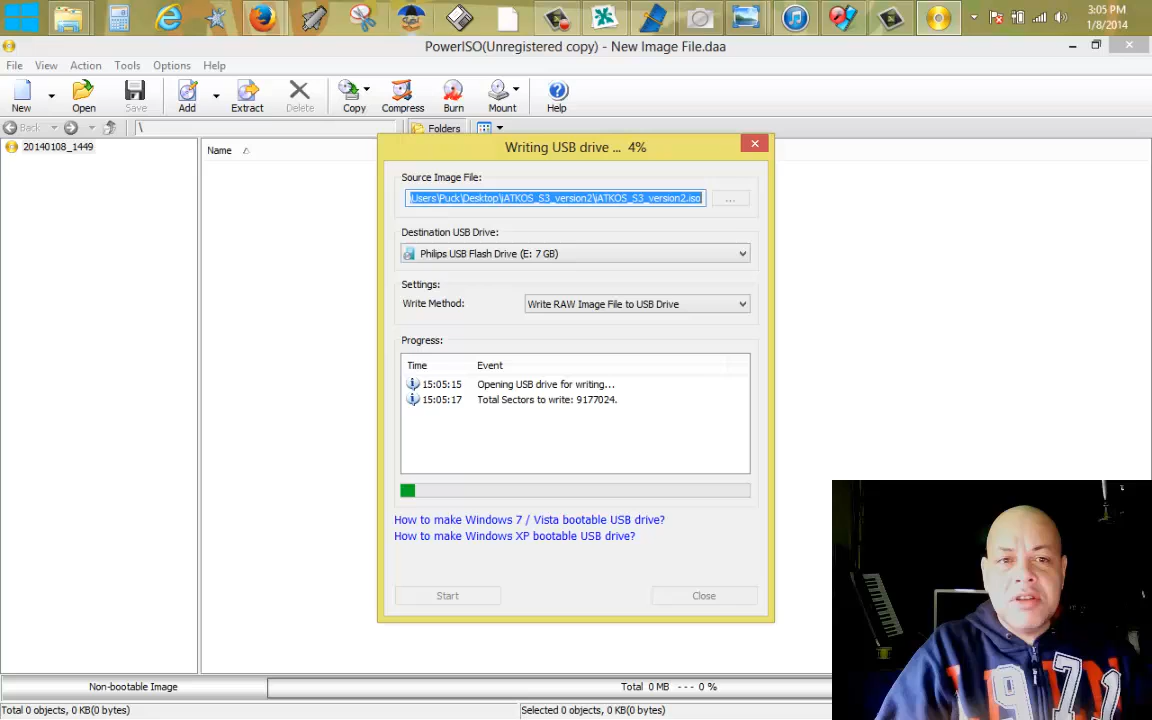 3:05 PM
1/8/2014
PowerISO(Unregistered copy) - New Image File.daa
File View Action Tools Options Help
New Open Save Add Extract Delete Copy Compress Burn Mount Help
Back \ Folders
20140108_1449
Name
Writing USB drive ... 4%
Source Image File:
\Users\Puck\Desktop\iATKOS_S3_version2\iATKOS_S3_version2.iso ...
Destination USB Drive:
Philips USB Flash Drive (E: 7 GB)
Settings:
Write Method: Write RAW Image File to USB Drive
Progress:
Time Event
15:05:15 Opening USB drive for writing...
15:05:17 Total Sectors to write: 9177024.
How to make Windows 7 / Vista bootable USB drive?
How to make Windows XP bootable USB drive?
Start Close
Non-bootable Image Total 0 MB --- 0 %
Total 0 objects, 0 KB(0 bytes) Selected 0 objects, 0 KB(0 bytes)
1971